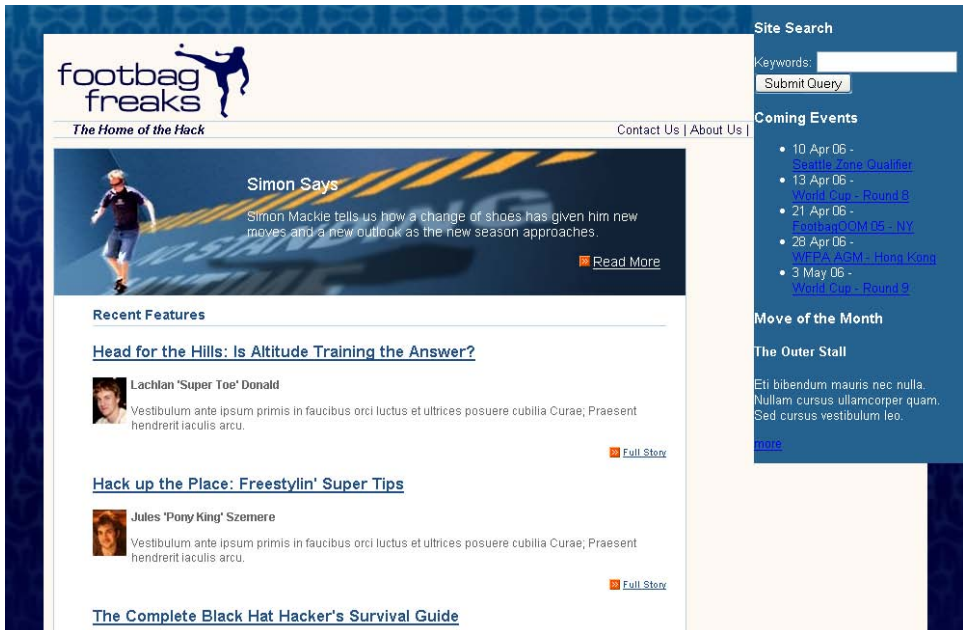 footbag
freaks
The Home of the Hack
Contact Us | About Us |
Simon Says
Simon Mackie tells us how a change of shoes has given him new
moves and a new outlook as the new season approaches.
Read More
Recent Features
Head for the Hills: Is Altitude Training the Answer?
Lachlan 'Super Toe' Donald
Vestibulum ante ipsum primis in faucibus orci luctus et ultrices posuere cubilia Curae; Praesent
hendrerit iaculis arcu.
Full Story
Hack up the Place: Freestylin' Super Tips
Jules 'Pony King' Szemere
Vestibulum ante ipsum primis in faucibus orci luctus et ultrices posuere cubilia Curae; Praesent
hendrerit iaculis arcu.
Full Story
The Complete Black Hat Hacker's Survival Guide
Site Search
Keywords:
Submit Query
Coming Events
10 Apr 06 -
Seattle Zone Qualifier
13 Apr 06 -
World Cup - Round 8
21 Apr 06 -
FootbagOOM 05 - NY
28 Apr 06 -
WFPA AGM - Hong Kong
3 May 06 -
World Cup - Round 9
Move of the Month
The Outer Stall
Eti bibendum mauris nec nulla.
Nullam cursus ullamcorper quam.
Sed cursus vestibulum leo.
more